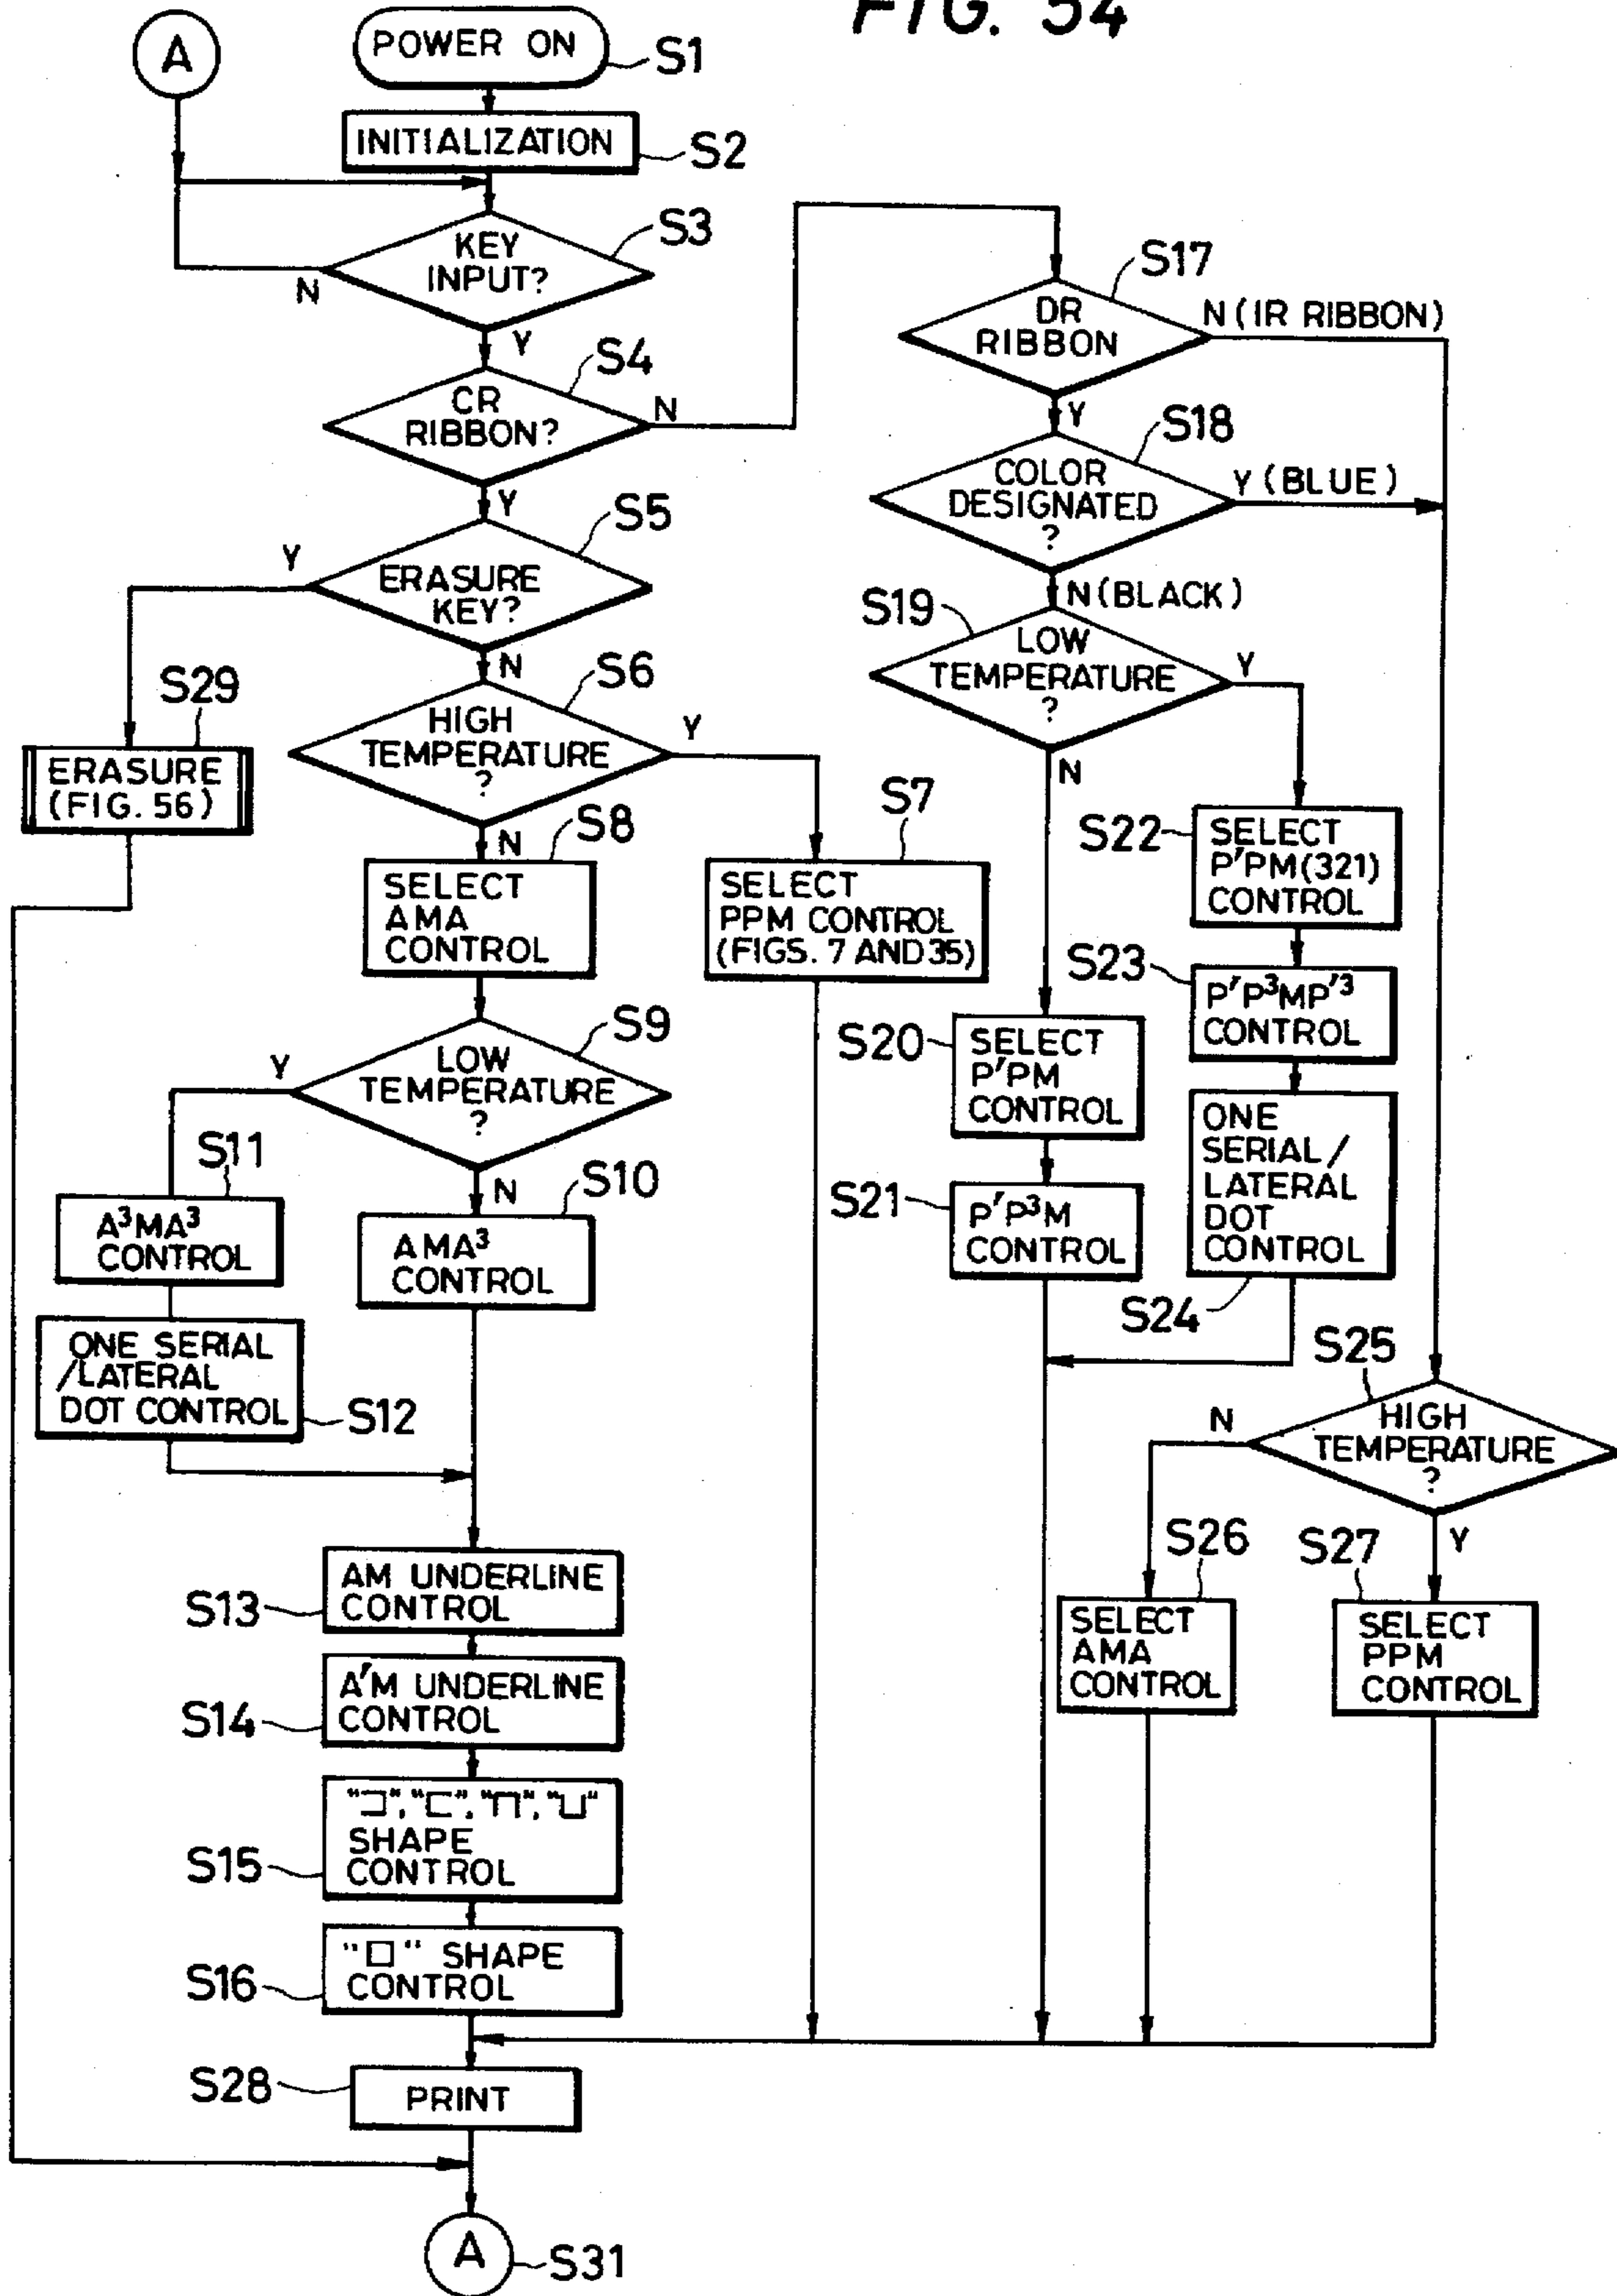 FIG. 54
A
POWER ON
S1
INITIALIZATION
S2
KEY
INPUT?
S3
N
Y
CR
RIBBON?
S4
N
Y
ERASURE
KEY?
S5
Y
N
S29
ERASURE
(FIG. 56)
HIGH
TEMPERATURE
?
S6
Y
N
S7
SELECT
PPM CONTROL
(FIGS. 7 AND 35)
S8
SELECT
AMA
CONTROL
S9
LOW
TEMPERATURE
?
Y
N
S11
A³MA³
CONTROL
S10
AMA³
CONTROL
ONE SERIAL
/LATERAL
DOT CONTROL
S12
AM UNDERLINE
CONTROL
S13
A'M UNDERLINE
CONTROL
S14
"⊐", "⊏", "⊓", "⊔"
SHAPE
CONTROL
S15
"□" SHAPE
CONTROL
S16
S28
PRINT
A
S31
S17
DR
RIBBON
N (IR RIBBON)
Y
S18
COLOR
DESIGNATED
?
Y (BLUE)
N (BLACK)
S19
LOW
TEMPERATURE
?
Y
N
S22
SELECT
P'PM(321)
CONTROL
S23
P'P³MP'³
CONTROL
S20
SELECT
P'PM
CONTROL
ONE
SERIAL/
LATERAL
DOT
CONTROL
S24
S21
P'P³M
CONTROL
S25
HIGH
TEMPERATURE
?
N
Y
S26
SELECT
AMA
CONTROL
S27
SELECT
PPM
CONTROL